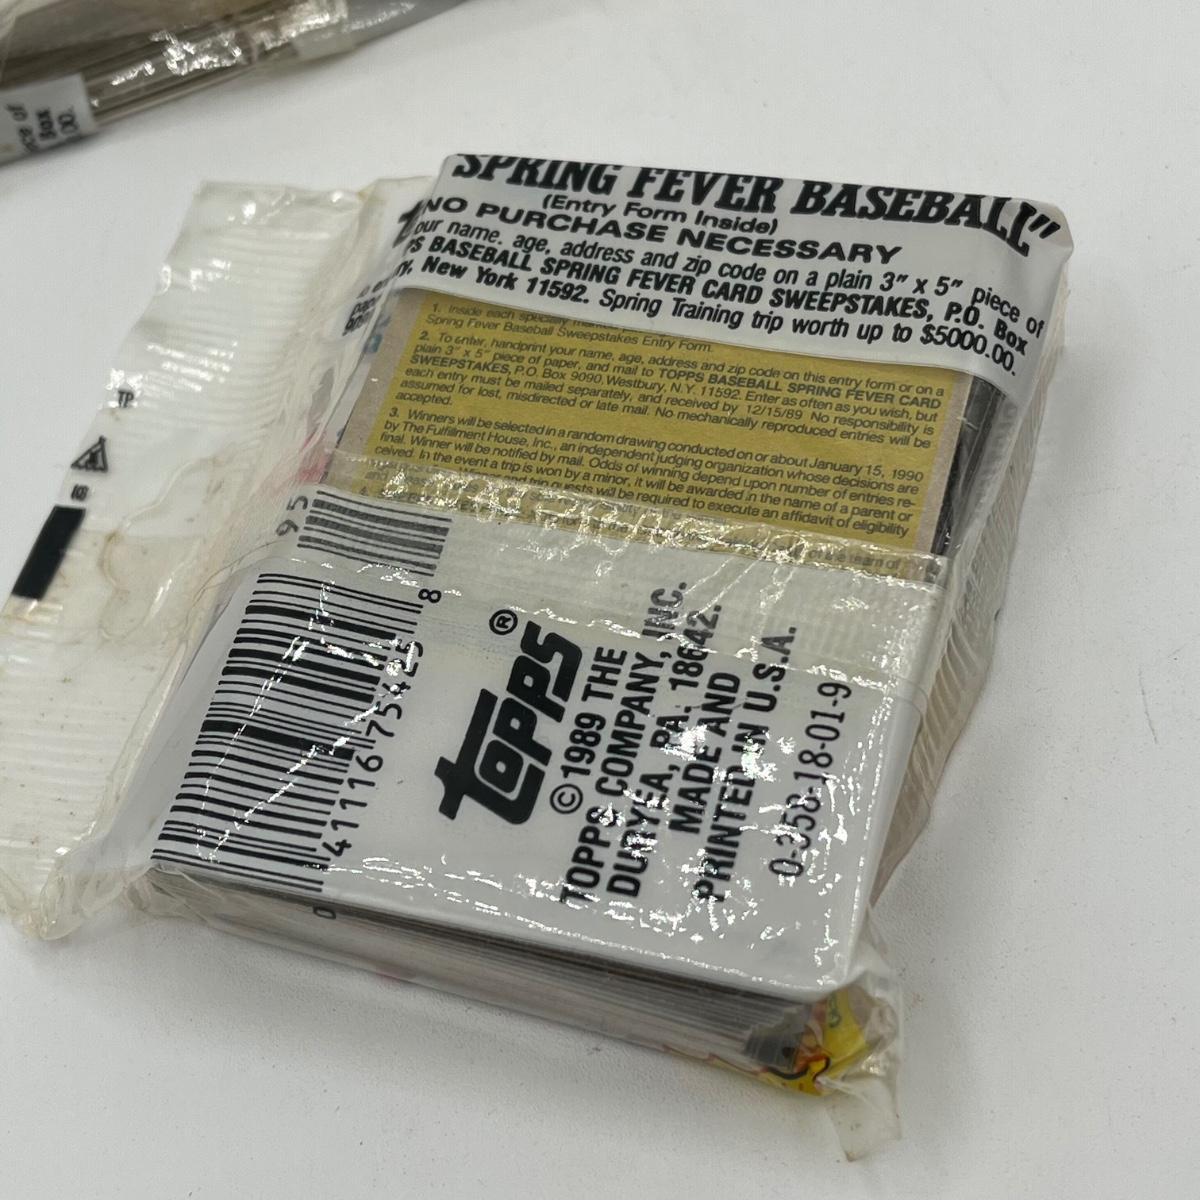 ce of
Box
.00.
SPRING FEVER BASEBALL"
(Entry Form Inside)
NO PURCHASE NECESSARY
our name, age, address and zip code on a plain 3" x 5" piece of
PS BASEBALL SPRING FEVER CARD SWEEPSTAKES, P.O. Box
New York 11592. Spring Training trip worth up to $5000.00.
1. Inside each specially marked
Spring Fever Baseball Sweepstakes Entry Form.
2. To enter, handprint your name, age, address and zip code on this entry form or on a
plain 3" x 5" piece of paper, and mail to TOPPS BASEBALL SPRING FEVER CARD
SWEEPSTAKES, P.O. Box 9090, Westbury, N.Y. 11592. Enter as often as you wish, but
each entry must be mailed separately, and received by 12/15/89. No responsibility is
assumed for lost, misdirected or late mail. No mechanically reproduced entries will be
accepted.
3. Winners will be selected in a random drawing conducted on or about January 15, 1990
by The Fulfillment House, Inc., an independent judging organization whose decisions are
final. Winner will be notified by mail. Odds of winning depend upon number of entries re-
ceived. In the event a trip is won by a minor, it will be awarded in the name of a parent or
and trip guests will be required to execute an affidavit of eligibility
TP
95
8
41116 75425
0
Topps®
© 1989 THE
TOPPS COMPANY, INC.
DURYEA, PA. 18642.
MADE AND
PRINTED IN U.S.A.
0-358-18-01-9